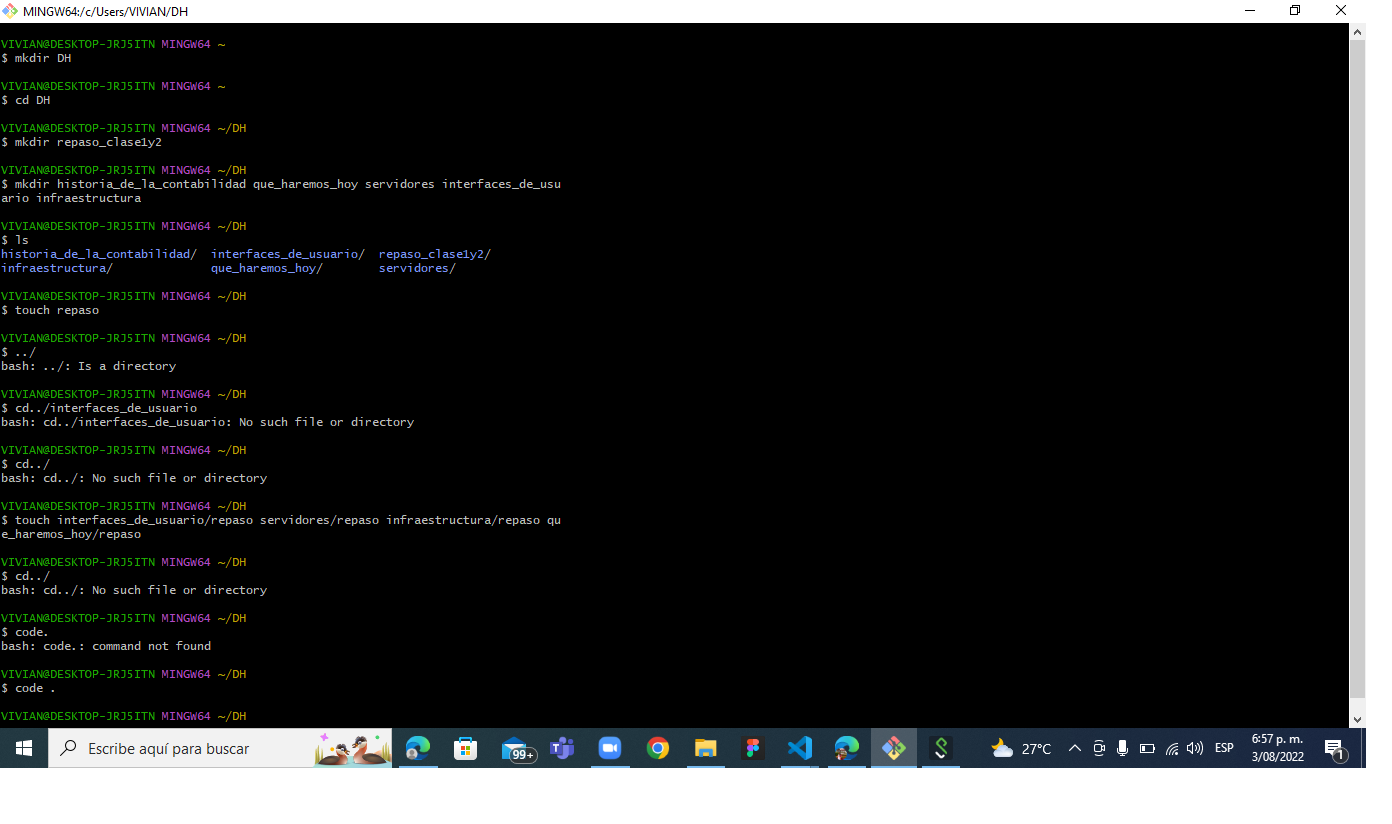 MINGW64:/c/Users/VIVIAN/DH
VIVIAN@DESKTOP-JRJ5ITN MINGW64 ~
$ mkdir DH
VIVIAN@DESKTOP-JRJ5ITN MINGW64 ~
$ cd DH
VIVIAN@DESKTOP-JRJ5ITN MINGW64 ~/DH
$ mkdir repaso_clase1y2
VIVIAN@DESKTOP-JRJ5ITN MINGW64 ~/DH
$ mkdir historia_de_la_contabilidad que_haremos_hoy servidores interfaces_de_usu
ario infraestructura
VIVIAN@DESKTOP-JRJ5ITN MINGW64 ~/DH
$ ls
historia_de_la_contabilidad/  interfaces_de_usuario/  repaso_clase1y2/
infraestructura/              que_haremos_hoy/        servidores/
VIVIAN@DESKTOP-JRJ5ITN MINGW64 ~/DH
$ touch repaso
VIVIAN@DESKTOP-JRJ5ITN MINGW64 ~/DH
$ ../
bash: ../: Is a directory
VIVIAN@DESKTOP-JRJ5ITN MINGW64 ~/DH
$ cd../interfaces_de_usuario
bash: cd../interfaces_de_usuario: No such file or directory
VIVIAN@DESKTOP-JRJ5ITN MINGW64 ~/DH
$ cd../
bash: cd../: No such file or directory
VIVIAN@DESKTOP-JRJ5ITN MINGW64 ~/DH
$ touch interfaces_de_usuario/repaso servidores/repaso infraestructura/repaso qu
e_haremos_hoy/repaso
VIVIAN@DESKTOP-JRJ5ITN MINGW64 ~/DH
$ cd../
bash: cd../: No such file or directory
VIVIAN@DESKTOP-JRJ5ITN MINGW64 ~/DH
$ code.
bash: code.: command not found
VIVIAN@DESKTOP-JRJ5ITN MINGW64 ~/DH
$ code .
VIVIAN@DESKTOP-JRJ5ITN MINGW64 ~/DH
Escribe aquí para buscar
99+
27°C
ESP
6:57 p. m.
3/08/2022
1